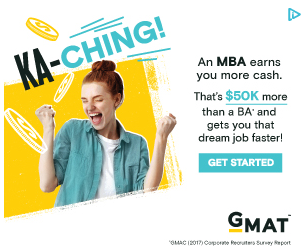 KA-CHING!
An MBA earns
you more cash.
That's $50K more
than a BA* and
gets you that
dream job faster!
GET STARTED
GMAT™
*GMAC (2017) Corporate Recruiters Survey Report